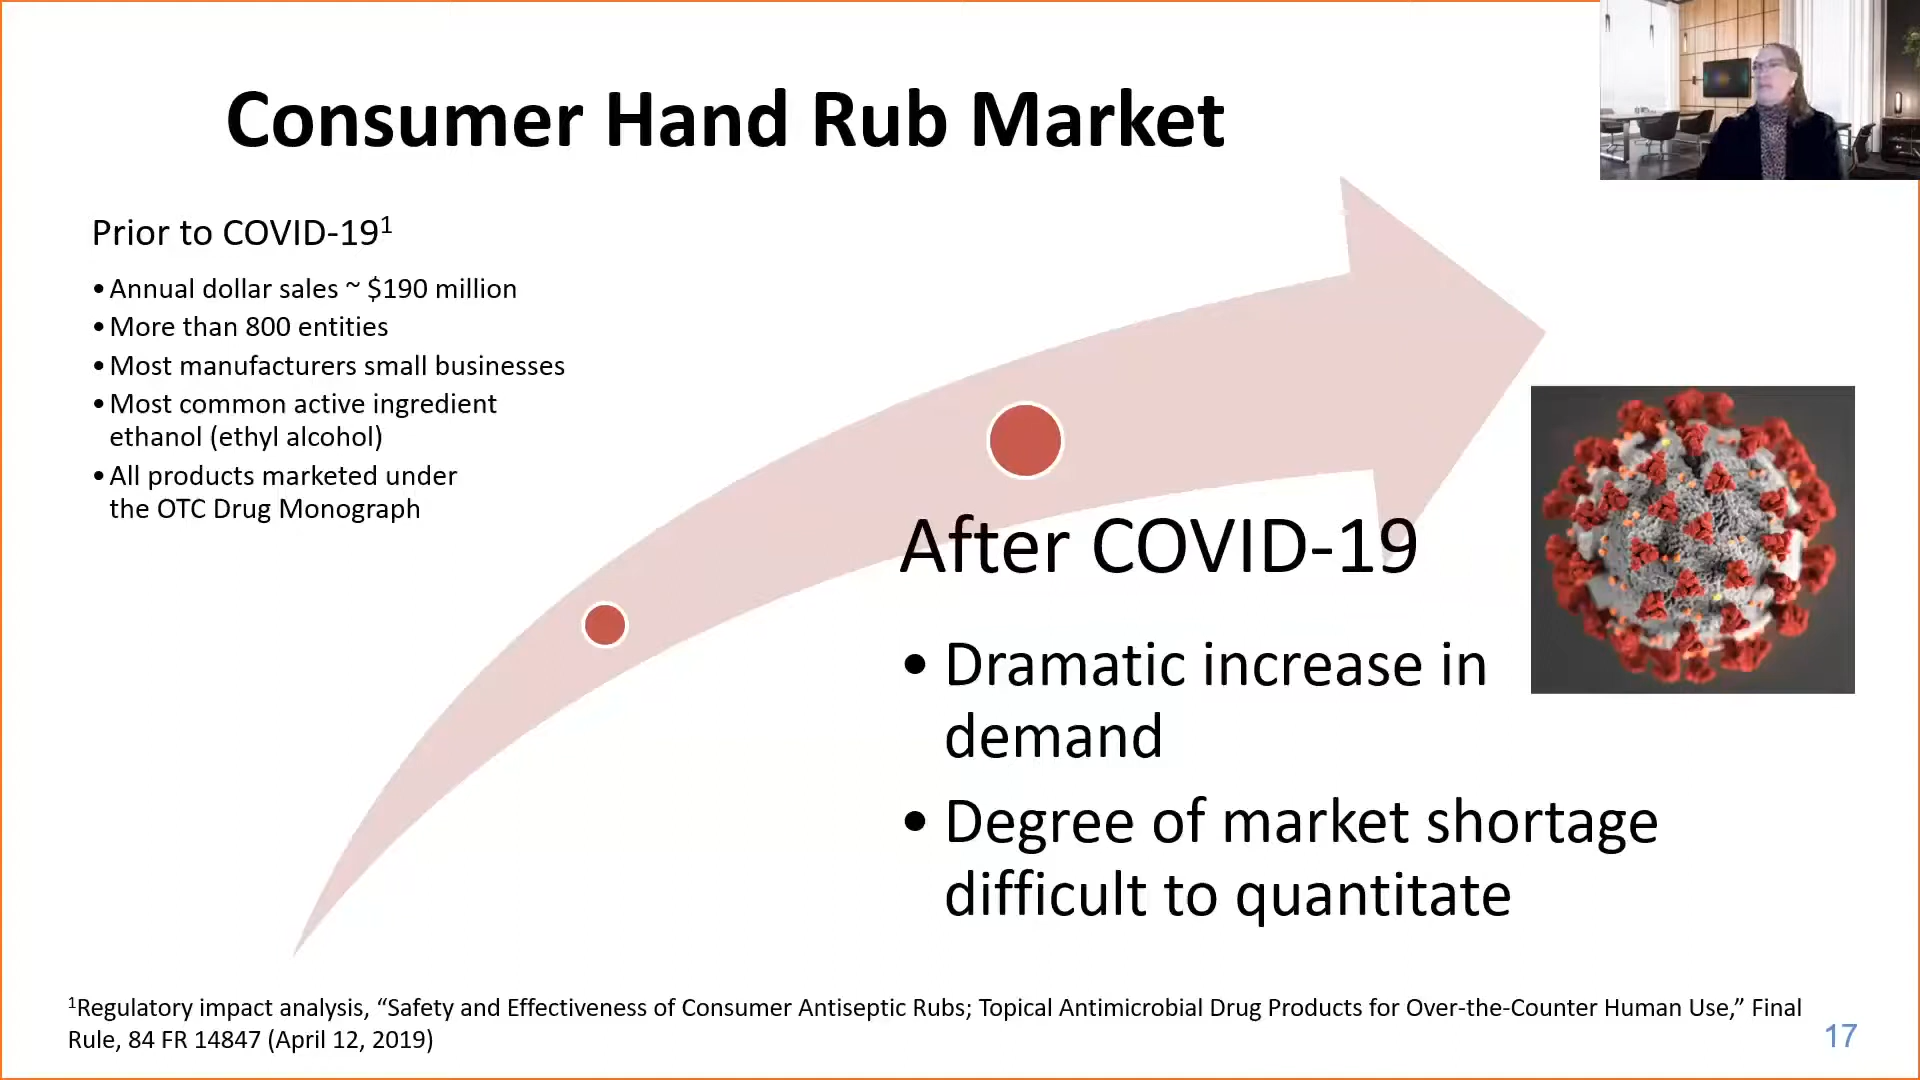 Consumer Hand Rub Market
Prior to COVID-19¹
• Annual dollar sales ~ $190 million
• More than 800 entities
• Most manufacturers small businesses
• Most common active ingredient
ethanol (ethyl alcohol)
• All products marketed under
the OTC Drug Monograph
After COVID-19
• Dramatic increase in
demand
• Degree of market shortage
difficult to quantitate
¹Regulatory impact analysis, “Safety and Effectiveness of Consumer Antiseptic Rubs; Topical Antimicrobial Drug Products for Over-the-Counter Human Use,” Final
Rule, 84 FR 14847 (April 12, 2019)
17